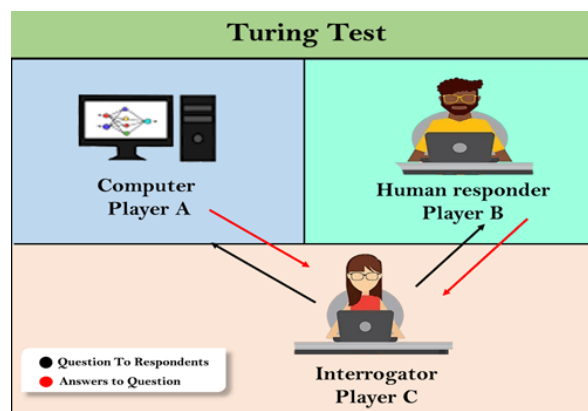 Turing Test
Computer
Player A
Human responder
Player B
Question To Respondents
Answers to Question
Interrogator
Player C